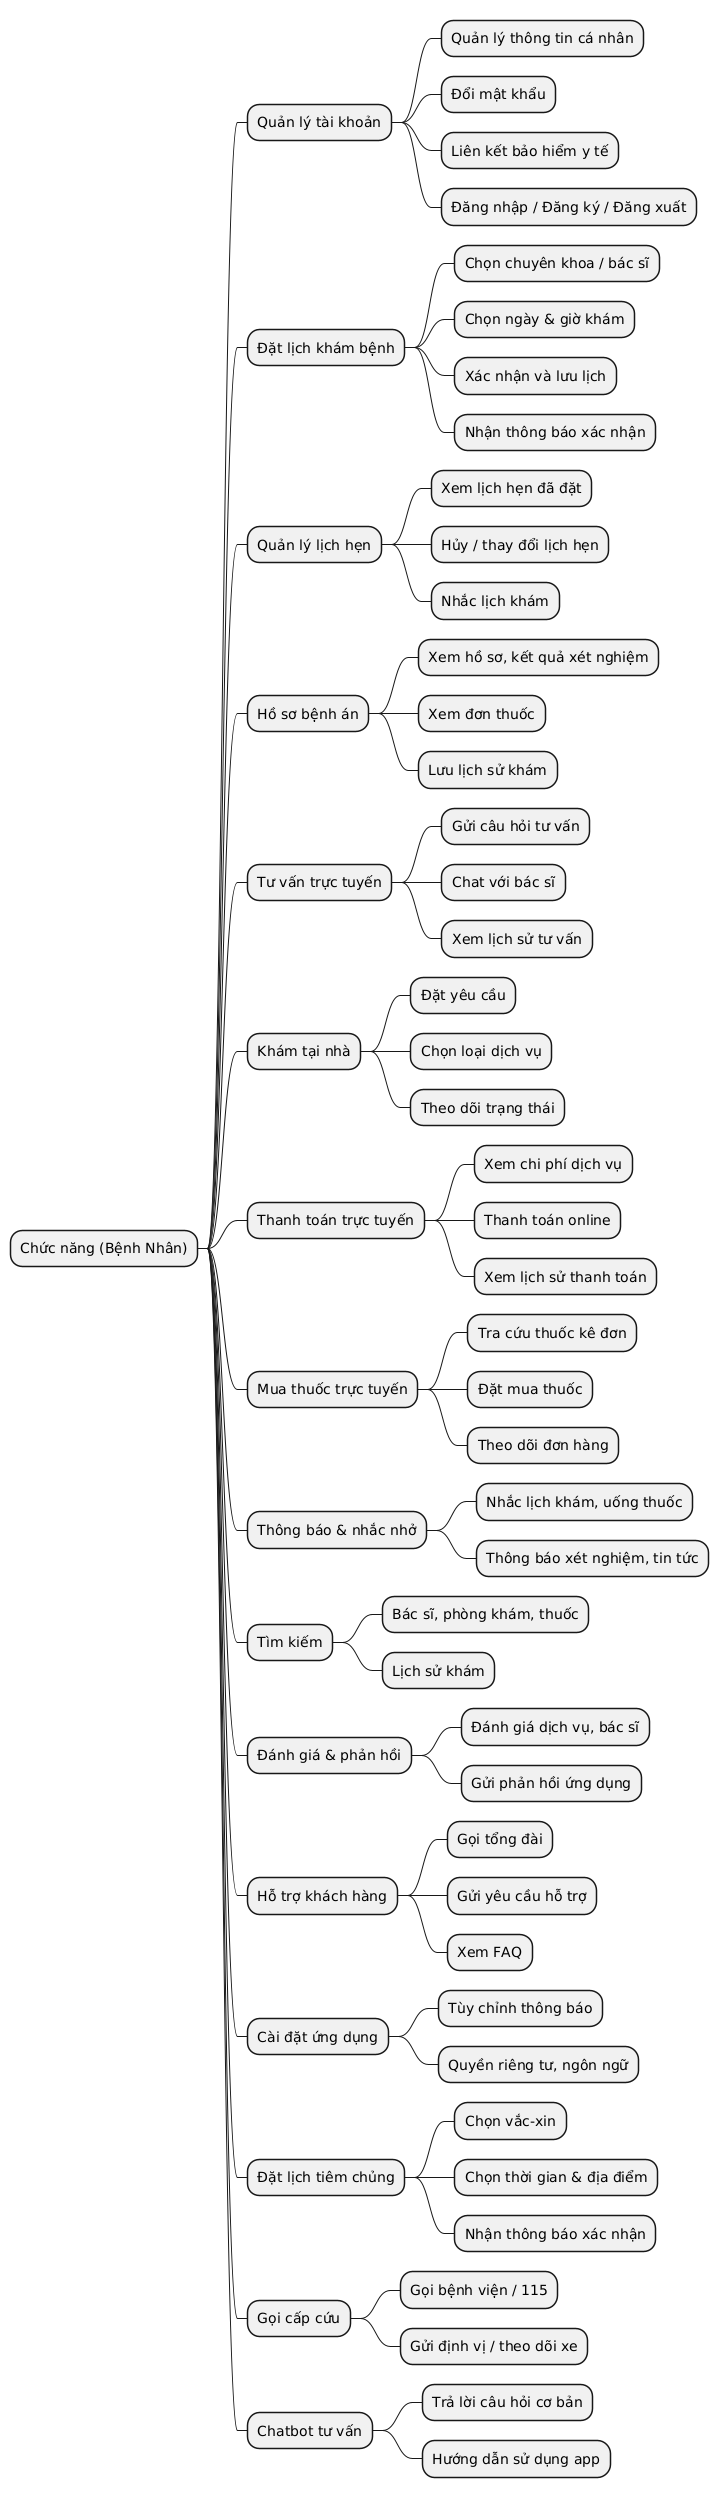 Chức năng (Bệnh Nhân)
Quản lý tài khoản
Quản lý thông tin cá nhân
Đổi mật khẩu
Liên kết bảo hiểm y tế
Đăng nhập / Đăng ký / Đăng xuất
Đặt lịch khám bệnh
Chọn chuyên khoa / bác sĩ
Chọn ngày & giờ khám
Xác nhận và lưu lịch
Nhận thông báo xác nhận
Quản lý lịch hẹn
Xem lịch hẹn đã đặt
Hủy / thay đổi lịch hẹn
Nhắc lịch khám
Hồ sơ bệnh án
Xem hồ sơ, kết quả xét nghiệm
Xem đơn thuốc
Lưu lịch sử khám
Tư vấn trực tuyến
Gửi câu hỏi tư vấn
Chat với bác sĩ
Xem lịch sử tư vấn
Khám tại nhà
Đặt yêu cầu
Chọn loại dịch vụ
Theo dõi trạng thái
Thanh toán trực tuyến
Xem chi phí dịch vụ
Thanh toán online
Xem lịch sử thanh toán
Mua thuốc trực tuyến
Tra cứu thuốc kê đơn
Đặt mua thuốc
Theo dõi đơn hàng
Thông báo & nhắc nhở
Nhắc lịch khám, uống thuốc
Thông báo xét nghiệm, tin tức
Tìm kiếm
Bác sĩ, phòng khám, thuốc
Lịch sử khám
Đánh giá & phản hồi
Đánh giá dịch vụ, bác sĩ
Gửi phản hồi ứng dụng
Hỗ trợ khách hàng
Gọi tổng đài
Gửi yêu cầu hỗ trợ
Xem FAQ
Cài đặt ứng dụng
Tùy chỉnh thông báo
Quyền riêng tư, ngôn ngữ
Đặt lịch tiêm chủng
Chọn vắc-xin
Chọn thời gian & địa điểm
Nhận thông báo xác nhận
Gọi cấp cứu
Gọi bệnh viện / 115
Gửi định vị / theo dõi xe
Chatbot tư vấn
Trả lời câu hỏi cơ bản
Hướng dẫn sử dụng app